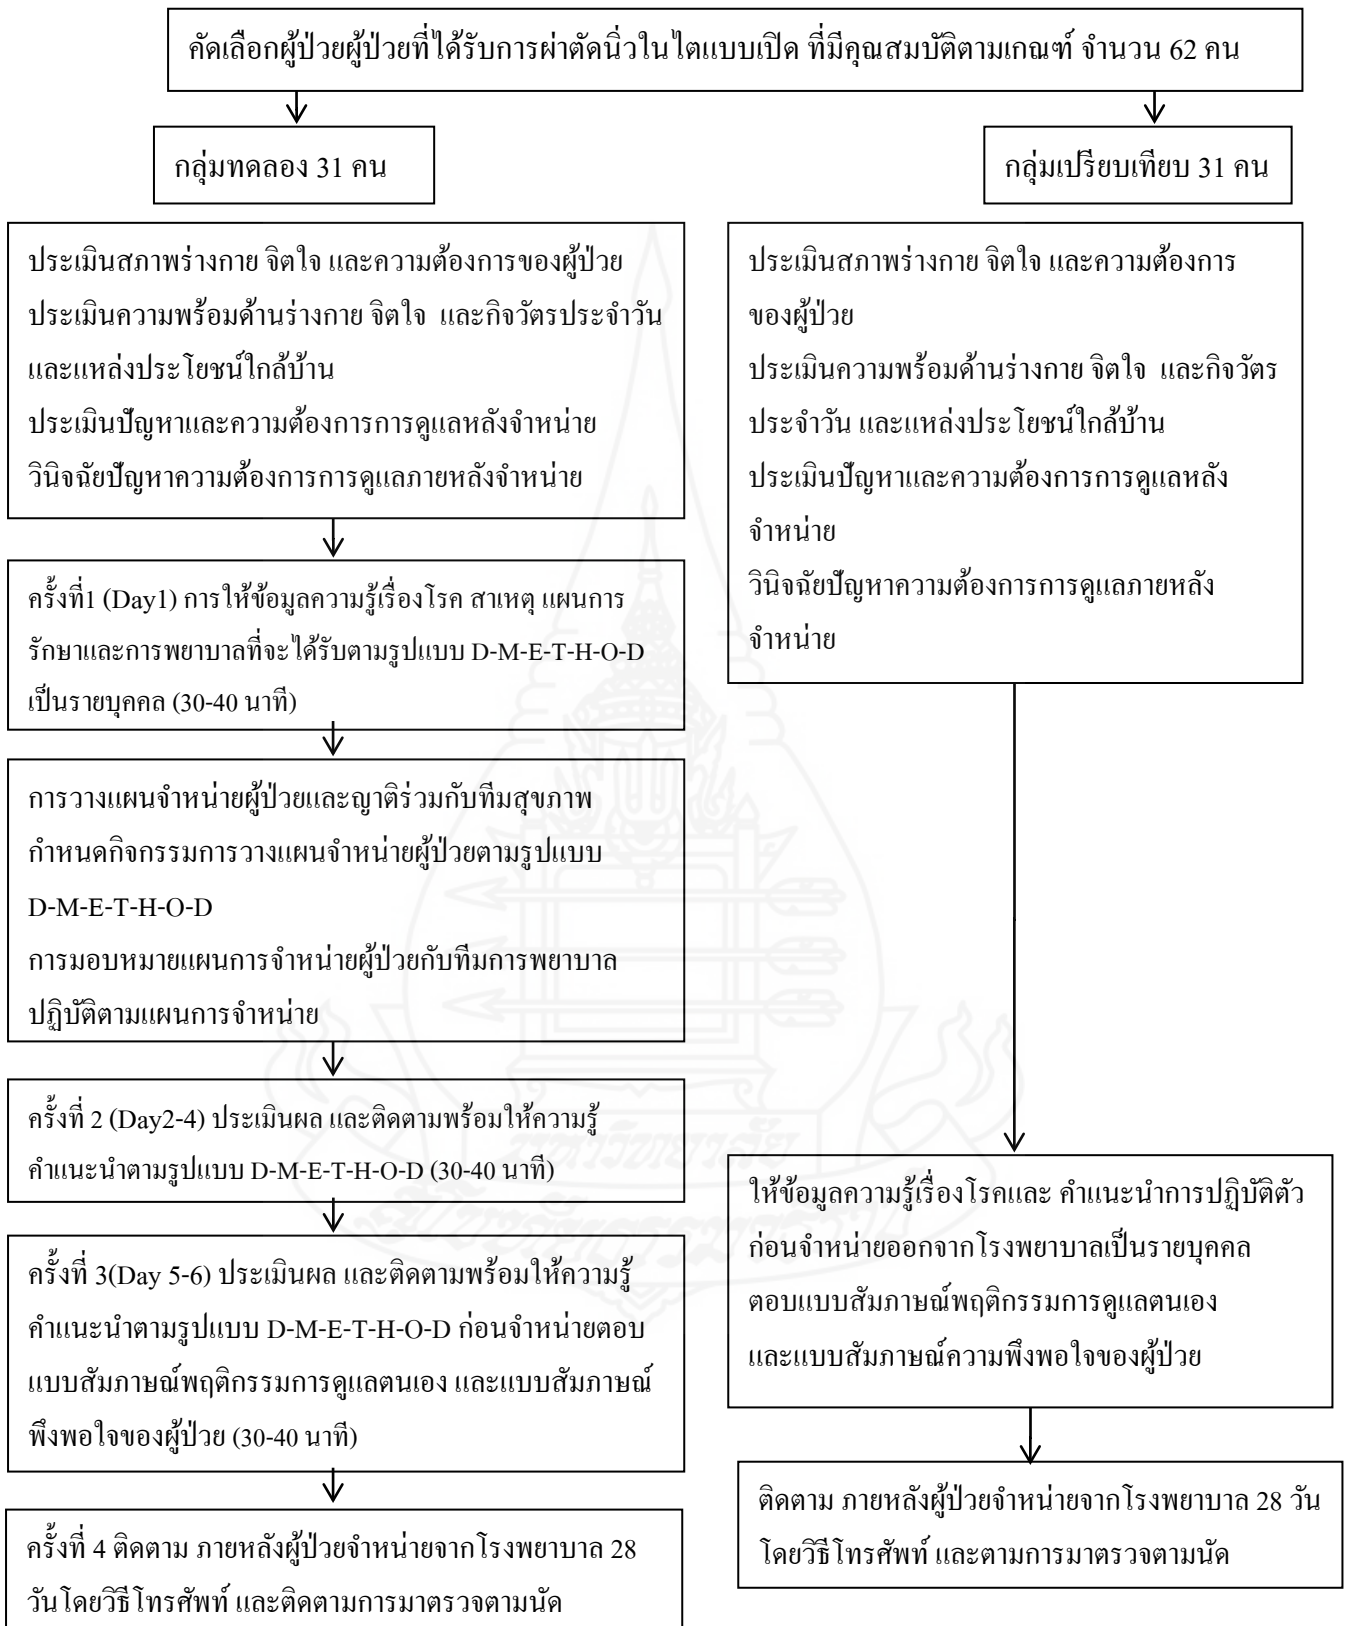 คัดเลือกผู้ป่วยผู้ป่วยที่ได้รับการผ่าตัดนิ่วในไตแบบเปิด ที่มีคุณสมบัติตามเกณฑ์ จำนวน 62 คน
กลุ่มทดลอง 31 คน
กลุ่มเปรียบเทียบ 31 คน
ประเมินสภาพร่างกาย จิตใจ และความต้องการของผู้ป่วย
ประเมินความพร้อมด้านร่างกาย จิตใจ และกิจวัตรประจำวัน
และแหล่งประโยชน์ใกล้บ้าน
ประเมินปัญหาและความต้องการการดูแลหลังจำหน่าย
วินิจฉัยปัญหาความต้องการการดูแลภายหลังจำหน่าย
ครั้งที่1 (Day1) การให้ข้อมูลความรู้เรื่องโรค สาเหตุ แผนการ
รักษาและการพยาบาลที่จะได้รับตามรูปแบบ D-M-E-T-H-O-D
เป็นรายบุคคล (30-40 นาที)
การวางแผนจำหน่ายผู้ป่วยและญาติร่วมกับทีมสุขภาพ
กำหนดกิจกรรมการวางแผนจำหน่ายผู้ป่วยตามรูปแบบ
D-M-E-T-H-O-D
การมอบหมายแผนการจำหน่ายผู้ป่วยกับทีมการพยาบาล
ปฏิบัติตามแผนการจำหน่าย
ครั้งที่ 2 (Day2-4) ประเมินผล และติดตามพร้อมให้ความรู้
คำแนะนำตามรูปแบบ D-M-E-T-H-O-D (30-40 นาที)
ครั้งที่ 3(Day 5-6) ประเมินผล และติดตามพร้อมให้ความรู้
คำแนะนำตามรูปแบบ D-M-E-T-H-O-D ก่อนจำหน่ายตอบ
แบบสัมภาษณ์พฤติกรรมการดูแลตนเอง และแบบสัมภาษณ์
พึงพอใจของผู้ป่วย (30-40 นาที)
ครั้งที่ 4 ติดตาม ภายหลังผู้ป่วยจำหน่ายจากโรงพยาบาล 28
วันโดยวิธีโทรศัพท์ และติดตามการมาตรวจตามนัด
ประเมินสภาพร่างกาย จิตใจ และความต้องการ
ของผู้ป่วย
ประเมินความพร้อมด้านร่างกาย จิตใจ และกิจวัตร
ประจำวัน และแหล่งประโยชน์ใกล้บ้าน
ประเมินปัญหาและความต้องการการดูแลหลัง
จำหน่าย
วินิจฉัยปัญหาความต้องการการดูแลภายหลัง
จำหน่าย
ให้ข้อมูลความรู้เรื่องโรคและ คำแนะนำการปฏิบัติตัว
ก่อนจำหน่ายออกจากโรงพยาบาลเป็นรายบุคคล
ตอบแบบสัมภาษณ์พฤติกรรมการดูแลตนเอง
และแบบสัมภาษณ์ความพึงพอใจของผู้ป่วย
ติดตาม ภายหลังผู้ป่วยจำหน่ายจากโรงพยาบาล 28 วัน
โดยวิธีโทรศัพท์ และตามการมาตรวจตามนัด
มหาวิทยาลัย
สุโขทัยธรรมาธิราช